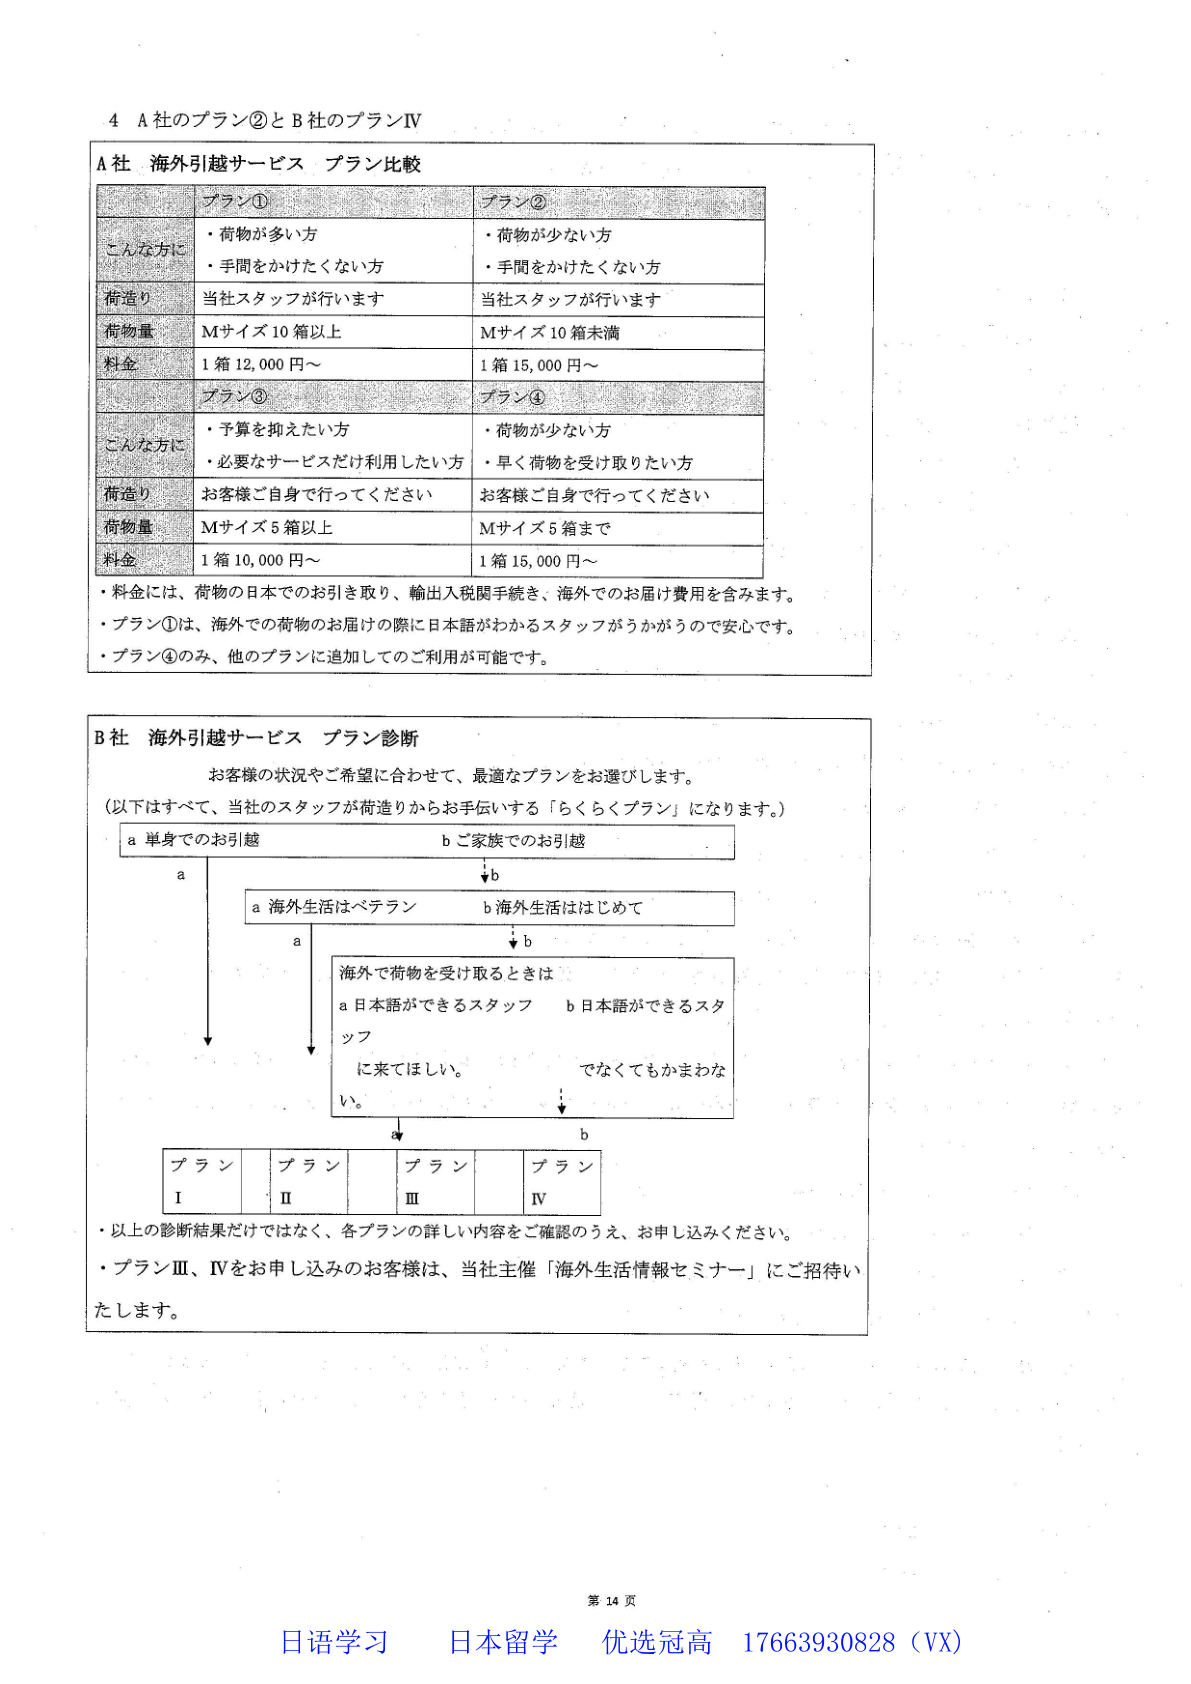 4　A社のプラン②とB社のプランⅣ
A社　海外引越サービス　プラン比較
プラン①　プラン②
こんな方に　・荷物が多い方　・荷物が少ない方
・手間をかけたくない方　・手間をかけたくない方
荷造り　当社スタッフが行います　当社スタッフが行います
荷物量　Mサイズ10箱以上　Mサイズ10箱未満
料金　1箱12,000円～　1箱15,000円～
プラン③　プラン④
こんな方に　・予算を抑えたい方　・荷物が少ない方
・必要なサービスだけ利用したい方　・早く荷物を受け取りたい方
荷造り　お客様ご自身で行ってください　お客様ご自身で行ってください
荷物量　Mサイズ5箱以上　Mサイズ5箱まで
料金　1箱10,000円～　1箱15,000円～
・料金には、荷物の日本でのお引き取り、輸出入税関手続き、海外でのお届け費用を含みます。
・プラン①は、海外での荷物のお届けの際に日本語がわかるスタッフがうかがうので安心です。
・プラン④のみ、他のプランに追加してのご利用が可能です。
B社　海外引越サービス　プラン診断
お客様の状況やご希望に合わせて、最適なプランをお選びします。
（以下はすべて、当社のスタッフが荷造りからお手伝いする「らくらくプラン」になります。）
a 単身でのお引越　b ご家族でのお引越
a　b
a 海外生活はベテラン　b 海外生活ははじめて
a　b
海外で荷物を受け取るときは
a 日本語ができるスタッフ　b 日本語ができるスタ
ッフ
に来てほしい。　でなくてもかまわな
い。
a　b
プラン　プラン　プラン　プラン
Ⅰ　Ⅱ　Ⅲ　Ⅳ
・以上の診断結果だけではなく、各プランの詳しい内容をご確認のうえ、お申し込みください。
・プランⅢ、Ⅳをお申し込みのお客様は、当社主催「海外生活情報セミナー」にご招待い
たします。
第 14 页
日语学习　日本留学　优选冠高　17663930828（VX）